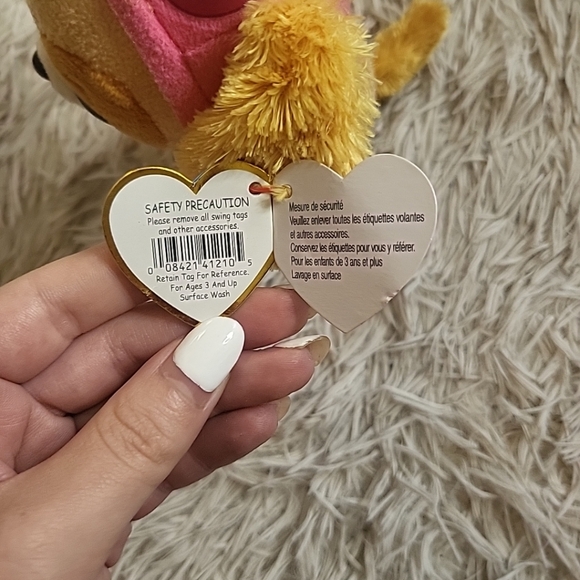 SAFETY PRECAUTION
Please remove all swing tags
and other accessories.
0 08421 41210 5
Retain Tag For Reference.
For Ages 3 And Up
Surface Wash
Mesure de sécurité
Veuillez enlever toutes les étiquettes volantes
et autres accessoires.
Conservez les étiquettes pour vous y référer.
Pour les enfants de 3 ans et plus
Lavage en surface